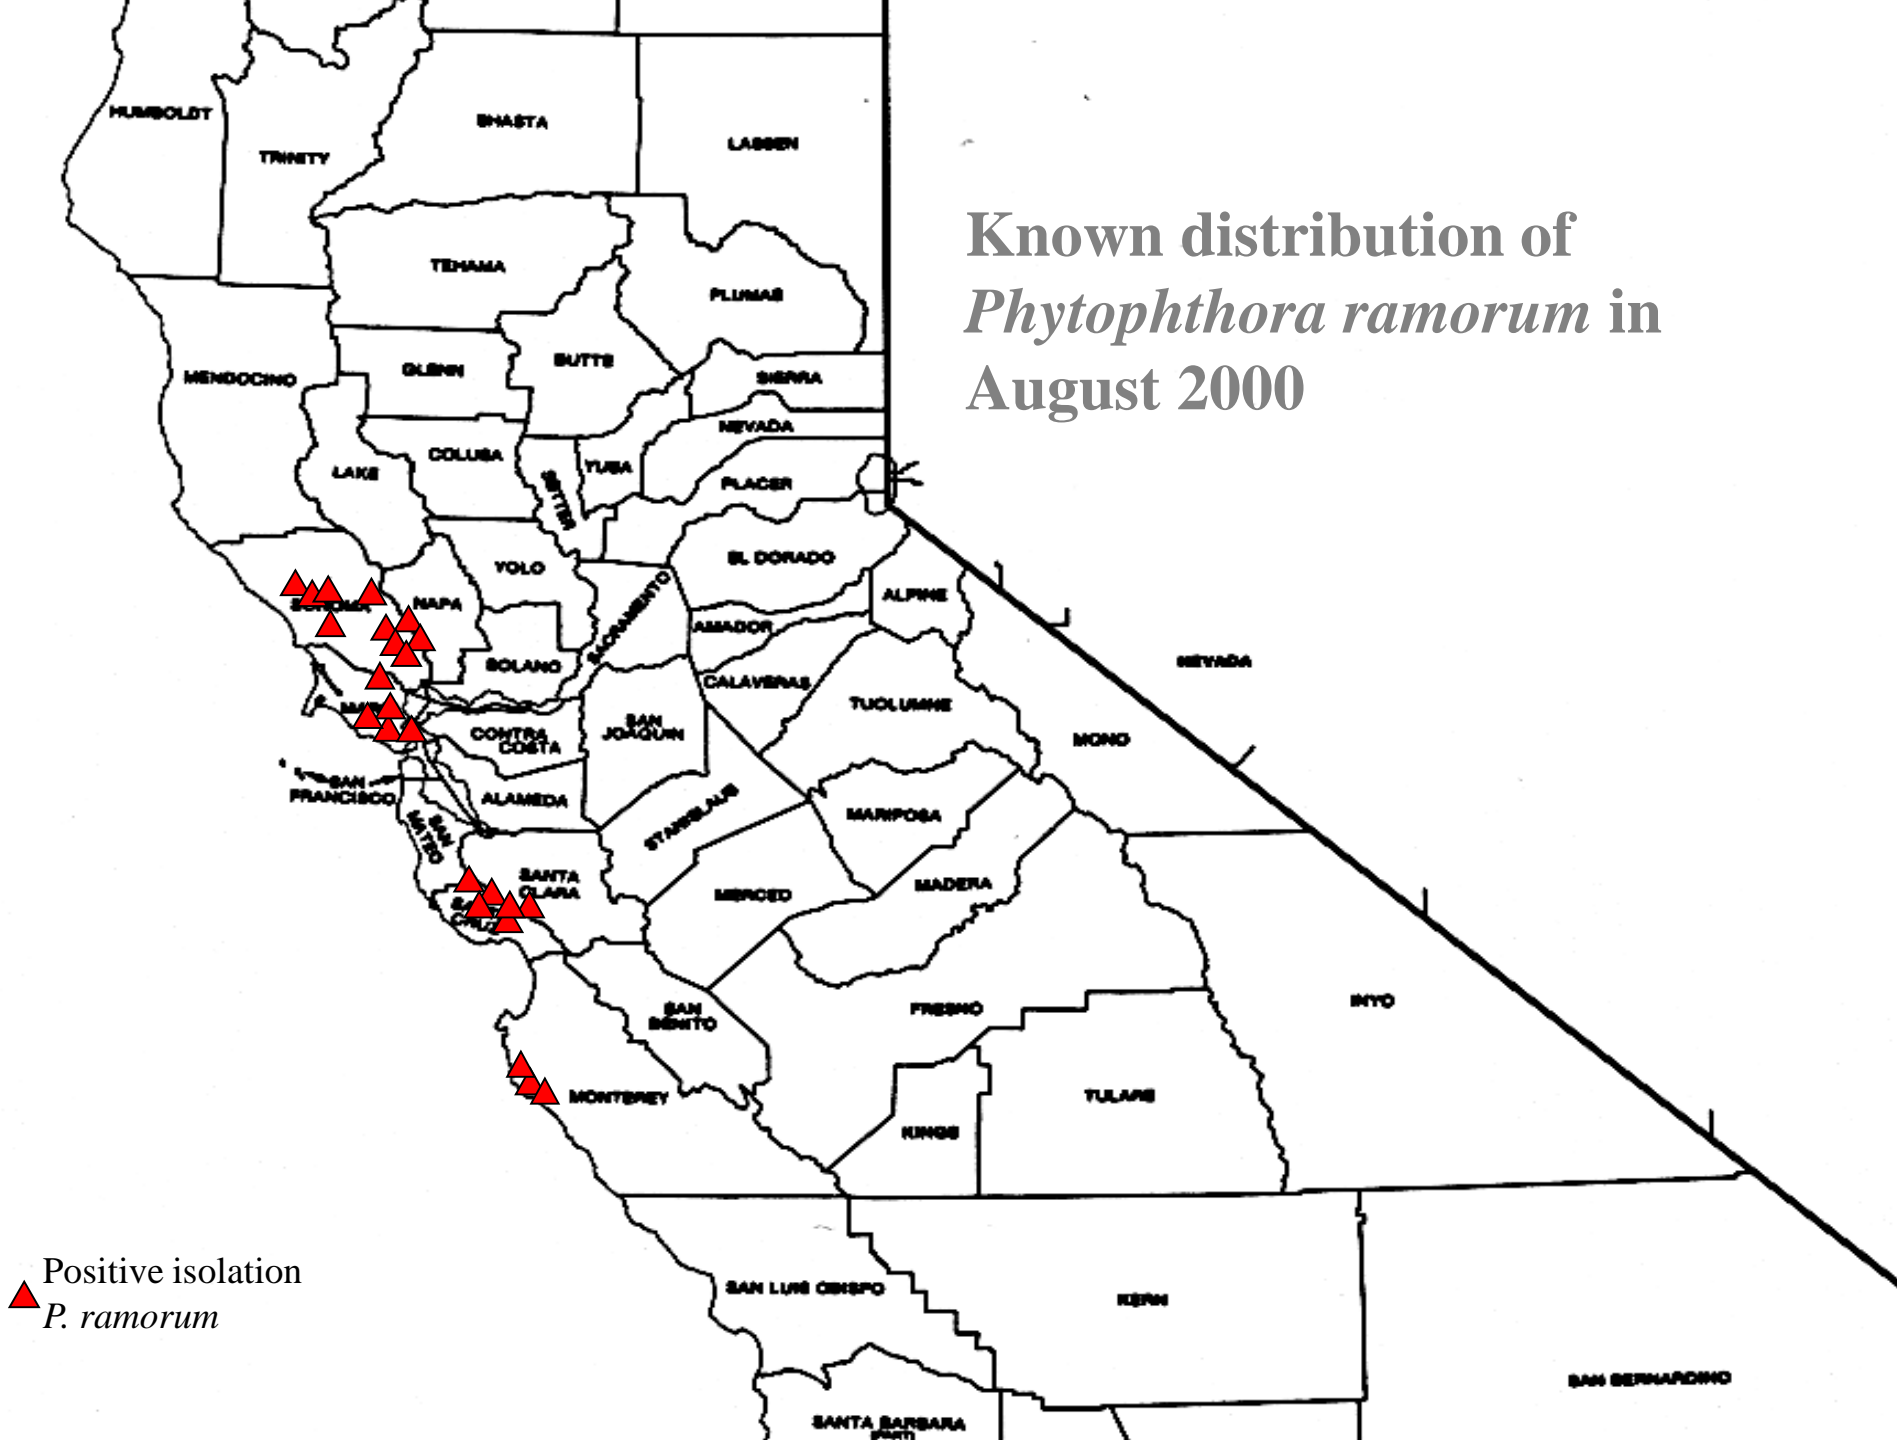 HUMBOLDT
TRINITY
SHASTA
LASSEN
Known distribution of
Phytophthora ramorum in
August 2000
TEHAMA
PLUMAS
MENDOCINO
GLENN
BUTTE
SIERRA
NEVADA
LAKE
COLUSA
SUTTER
YUBA
PLACER
YOLO
EL DORADO
NAPA
SACRAMENTO
ALPINE
AMADOR
SOLANO
CALAVERAS
NEVADA
TUOLUMNE
CONTRA
COSTA
SAN
JOAQUIN
MONO
SAN
FRANCISCO
ALAMEDA
STANISLAUS
MARIPOSA
SAN
MATEO
SANTA
CLARA
MERCED
MADERA
SAN
BENITO
FRESNO
INYO
MONTEREY
KINGS
TULARE
Positive isolation
P. ramorum
SAN LUIS OBISPO
KERN
SAN BERNARDINO
SANTA BARBARA
(PART)